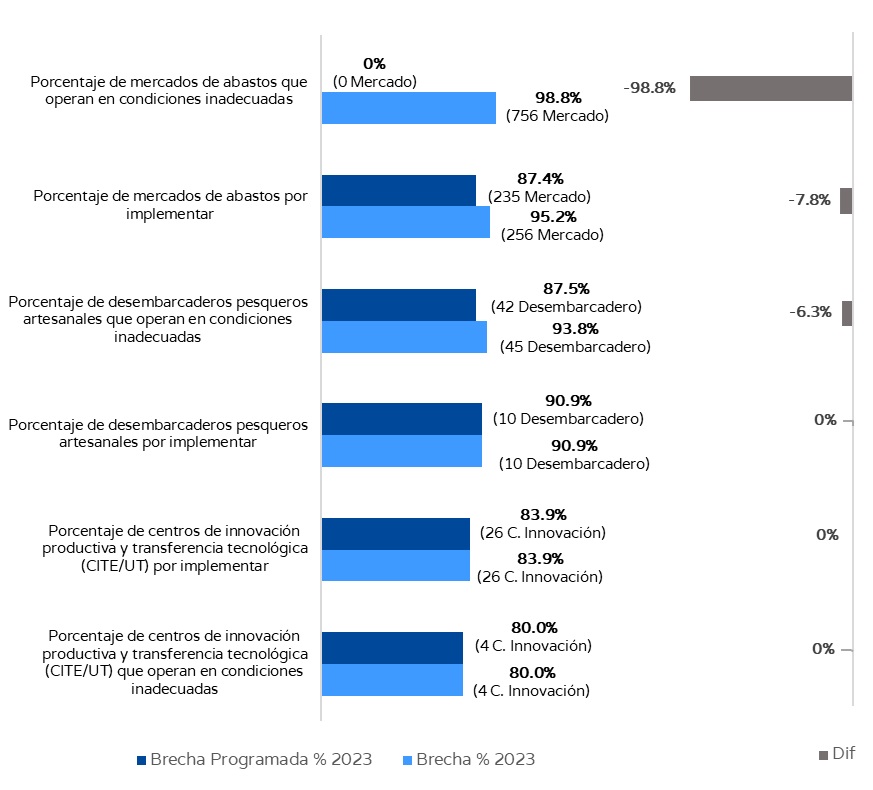 Porcentaje de mercados de abastos que
operan en condiciones inadecuadas
0%
(0 Mercado)
98.8%
(756 Mercado)
-98.8%
Porcentaje de mercados de abastos por
implementar
87.4%
(235 Mercado)
95.2%
(256 Mercado)
-7.8%
Porcentaje de desembarcaderos pesqueros
artesanales que operan en condiciones
inadecuadas
87.5%
(42 Desembarcadero)
93.8%
(45 Desembarcadero)
-6.3%
Porcentaje de desembarcaderos pesqueros
artesanales por implementar
90.9%
(10 Desembarcadero)
90.9%
(10 Desembarcadero)
0%
Porcentaje de centros de innovación
productiva y transferencia tecnológica
(CITE/UT) por implementar
83.9%
(26 C. Innovación)
83.9%
(26 C. Innovación)
0%
Porcentaje de centros de innovación
productiva y transferencia tecnológica
(CITE/UT) que operan en condiciones
inadecuadas
80.0%
(4 C. Innovación)
80.0%
(4 C. Innovación)
0%
Brecha Programada % 2023
Brecha % 2023
Dif